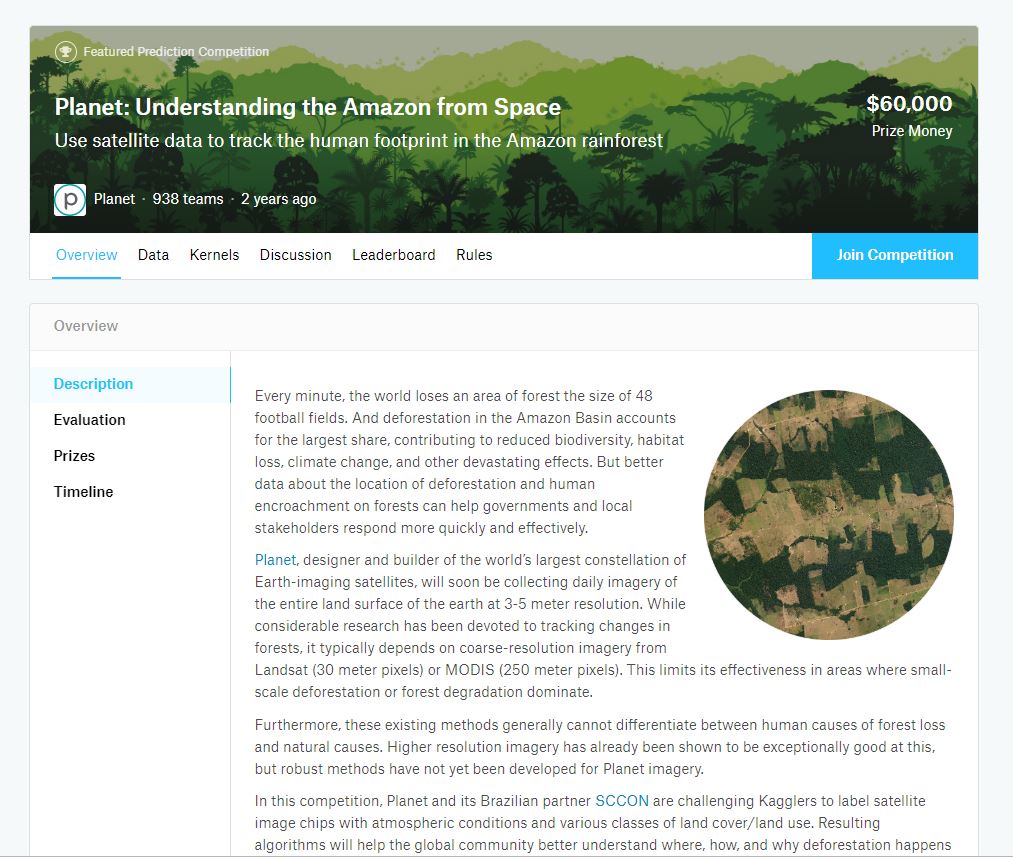 Featured Prediction Competition
Planet: Understanding the Amazon from Space
Use satellite data to track the human footprint in the Amazon rainforest
$60,000
Prize Money
p
Planet · 938 teams · 2 years ago
Overview Data Kernels Discussion Leaderboard Rules
Join Competition
Overview
Description
Evaluation
Prizes
Timeline
Every minute, the world loses an area of forest the size of 48
football fields. And deforestation in the Amazon Basin accounts
for the largest share, contributing to reduced biodiversity, habitat
loss, climate change, and other devastating effects. But better
data about the location of deforestation and human
encroachment on forests can help governments and local
stakeholders respond more quickly and effectively.
Planet, designer and builder of the world’s largest constellation of
Earth-imaging satellites, will soon be collecting daily imagery of
the entire land surface of the earth at 3-5 meter resolution. While
considerable research has been devoted to tracking changes in
forests, it typically depends on coarse-resolution imagery from
Landsat (30 meter pixels) or MODIS (250 meter pixels). This limits its effectiveness in areas where small-
scale deforestation or forest degradation dominate.
Furthermore, these existing methods generally cannot differentiate between human causes of forest loss
and natural causes. Higher resolution imagery has already been shown to be exceptionally good at this,
but robust methods have not yet been developed for Planet imagery.
In this competition, Planet and its Brazilian partner SCCON are challenging Kagglers to label satellite
image chips with atmospheric conditions and various classes of land cover/land use. Resulting
algorithms will help the global community better understand where, how, and why deforestation happens